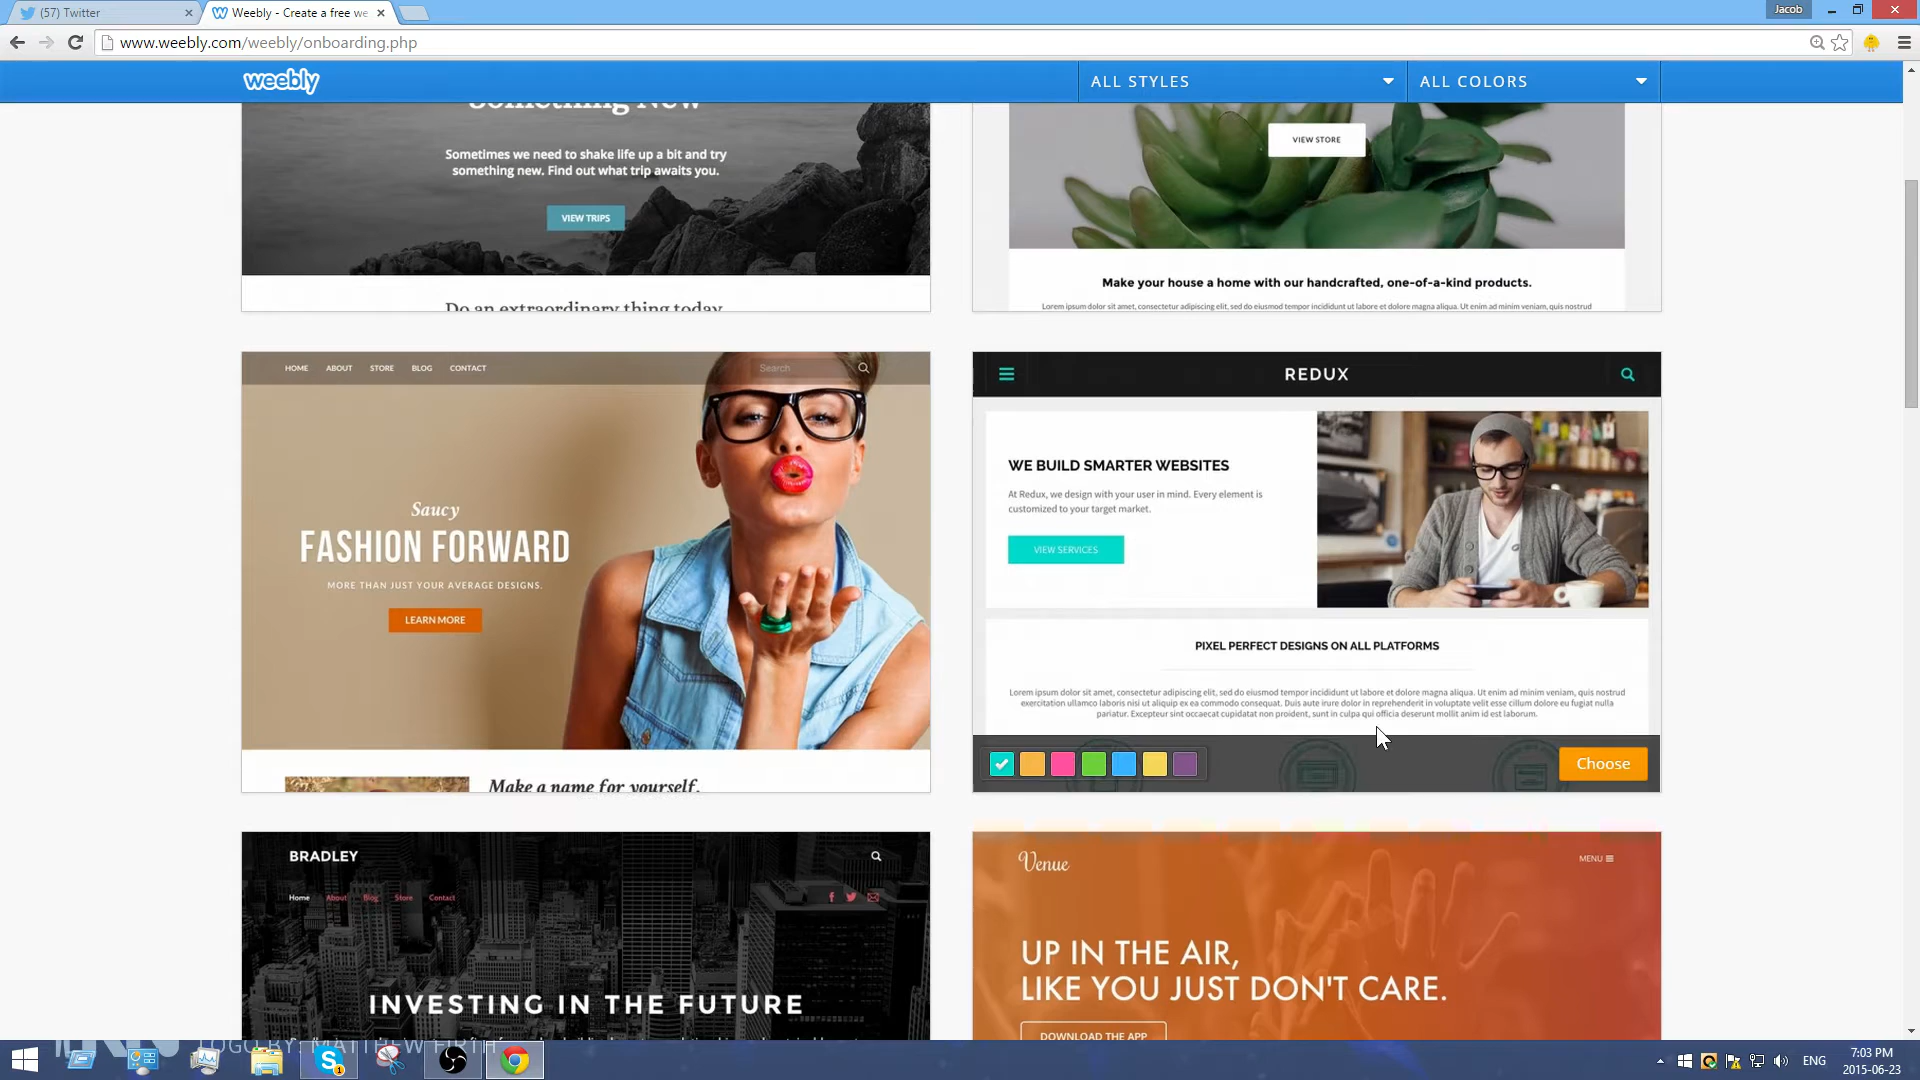 (57) Twitter
Weebly - Create a free we
Jacob
www.weebly.com/weebly/onboarding.php
weebly
ALL STYLES
ALL COLORS
Something New
Sometimes we need to shake life up a bit and try
something new. Find out what trip awaits you.
VIEW TRIPS
Do an extraordinary thing today
VIEW STORE
Make your house a home with our handcrafted, one-of-a-kind products.
Lorem ipsum dolor sit amet, consectetur adipiscing elit, sed do eiusmod tempor incididunt ut labore et dolore magna aliqua. Ut enim ad minim veniam, quis nostrud
HOME ABOUT STORE BLOG CONTACT
Search
Saucy
FASHION FORWARD
MORE THAN JUST YOUR AVERAGE DESIGNS.
LEARN MORE
Make a name for yourself.
REDUX
WE BUILD SMARTER WEBSITES
At Redux, we design with your user in mind. Every element is
customized to your target market.
VIEW SERVICES
PIXEL PERFECT DESIGNS ON ALL PLATFORMS
Lorem ipsum dolor sit amet, consectetur adipiscing elit, sed do eiusmod tempor incididunt ut labore et dolore magna aliqua. Ut enim ad minim veniam, quis nostrud
exercitation ullamco laboris nisi ut aliquip ex ea commodo consequat. Duis aute irure dolor in reprehenderit in voluptate velit esse cillum dolore eu fugiat nulla
pariatur. Excepteur sint occaecat cupidatat non proident, sunt in culpa qui officia deserunt mollit anim id est laborum.
Choose
BRADLEY
Home About Blog Store Contact
INVESTING IN THE FUTURE
Venue
MENU
UP IN THE AIR,
LIKE YOU JUST DON'T CARE.
DOWNLOAD THE APP
LOGO BY: MATTHEW FIRTH
ENG
7:03 PM
2015-06-23